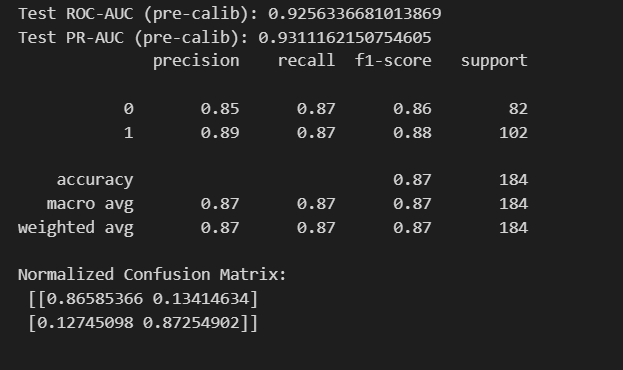 Test ROC-AUC (pre-calib): 0.9256336681013869
Test PR-AUC (pre-calib): 0.9311162150754605
precision recall f1-score support
0 0.85 0.87 0.86 82
1 0.89 0.87 0.88 102
accuracy 0.87 184
macro avg 0.87 0.87 0.87 184
weighted avg 0.87 0.87 0.87 184
Normalized Confusion Matrix:
[[0.86585366 0.13414634]
[0.12745098 0.87254902]]